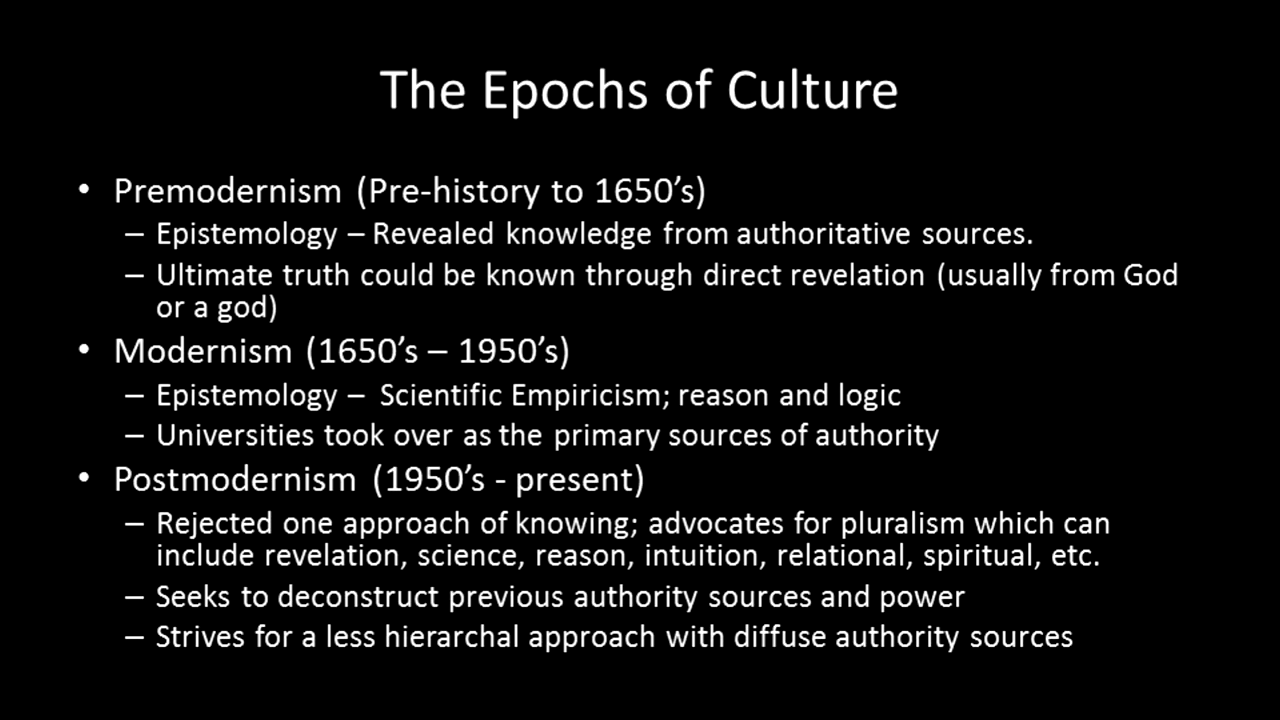 The Epochs of Culture
• Premodernism (Pre-history to 1650’s)
– Epistemology – Revealed knowledge from authoritative sources.
– Ultimate truth could be known through direct revelation (usually from God
or a god)
• Modernism (1650’s – 1950’s)
– Epistemology – Scientific Empiricism; reason and logic
– Universities took over as the primary sources of authority
• Postmodernism (1950’s - present)
– Rejected one approach of knowing; advocates for pluralism which can
include revelation, science, reason, intuition, relational, spiritual, etc.
– Seeks to deconstruct previous authority sources and power
– Strives for a less hierarchal approach with diffuse authority sources